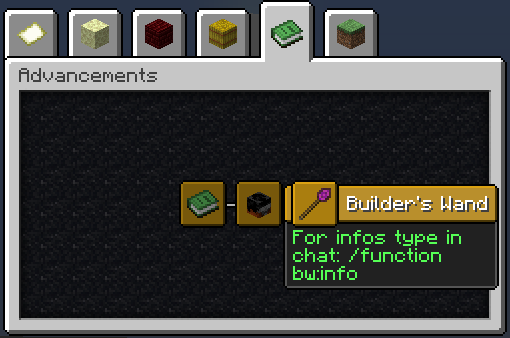 Advancements
Builder's Wand
For infos type in
chat: /function
bw:info